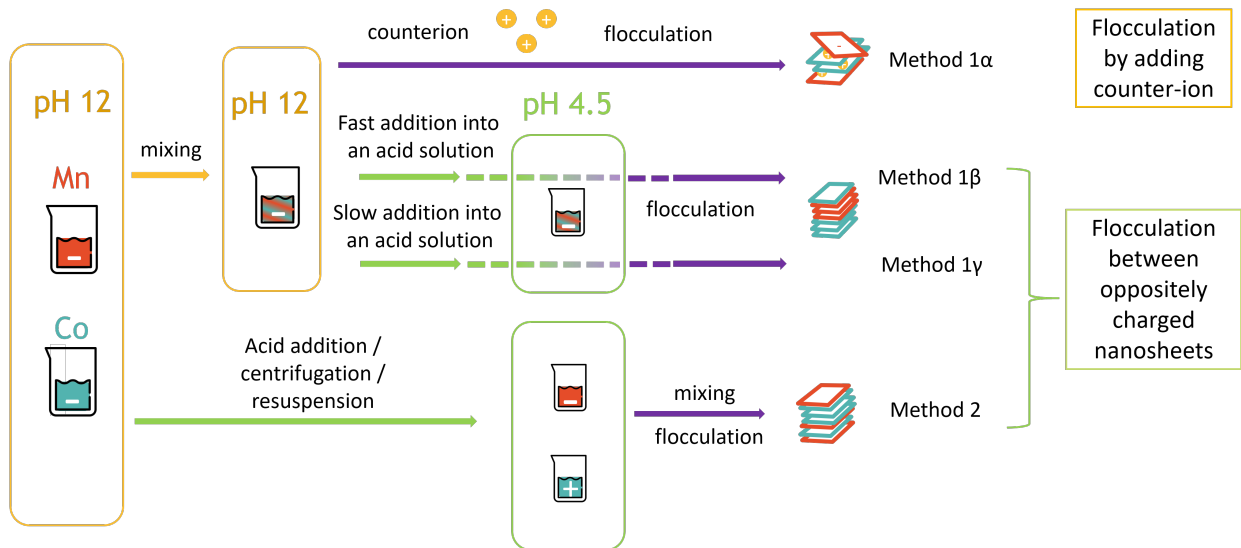 counterion
flocculation
Method 1α
Flocculation
by adding
counter-ion
pH 12
Mn
Co
mixing
pH 12
pH 4.5
Fast addition into
an acid solution
Slow addition into
an acid solution
flocculation
Method 1β
Method 1γ
Flocculation
between
oppositely
charged
nanosheets
Acid addition /
centrifugation /
resuspension
mixing
flocculation
Method 2